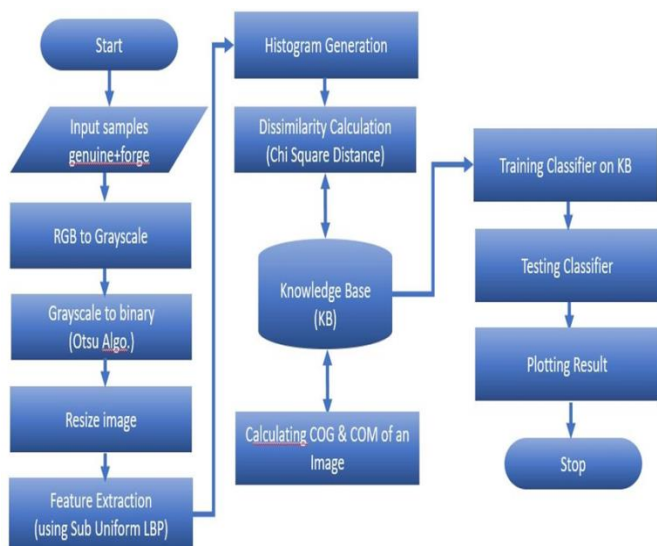 Start
Input samples
genuine+forge
RGB to Grayscale
Grayscale to binary
(Otsu Algo.)
Resize image
Feature Extraction
(using Sub Uniform LBP)
Histogram Generation
Dissimilarity Calculation
(Chi Square Distance)
Knowledge Base
(KB)
Calculating COG & COM of an
Image
Training Classifier on KB
Testing Classifier
Plotting Result
Stop